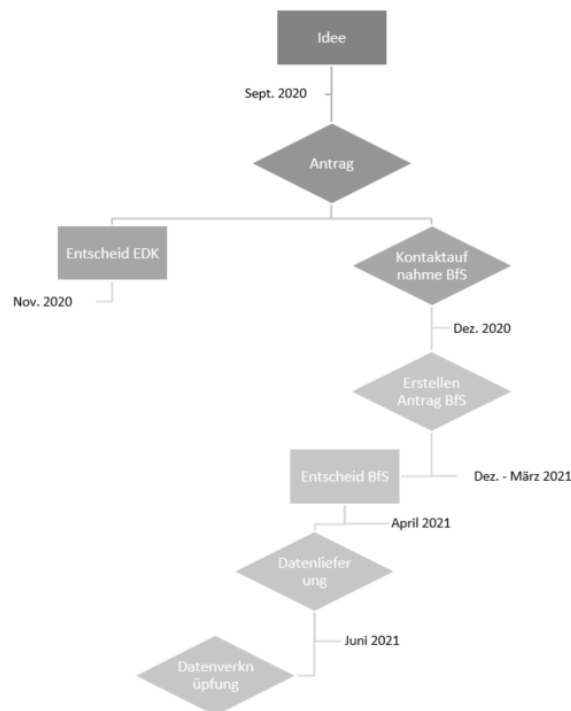 Idee
Sept. 2020
Antrag
Entscheid EDK
Kontaktauf
nahme BfS
Nov. 2020
Dez. 2020
Erstellen
Antrag BfS
Entscheid BfS
Dez. - März 2021
April 2021
Datenliefer
ung
Juni 2021
Datenverkn
üpfung